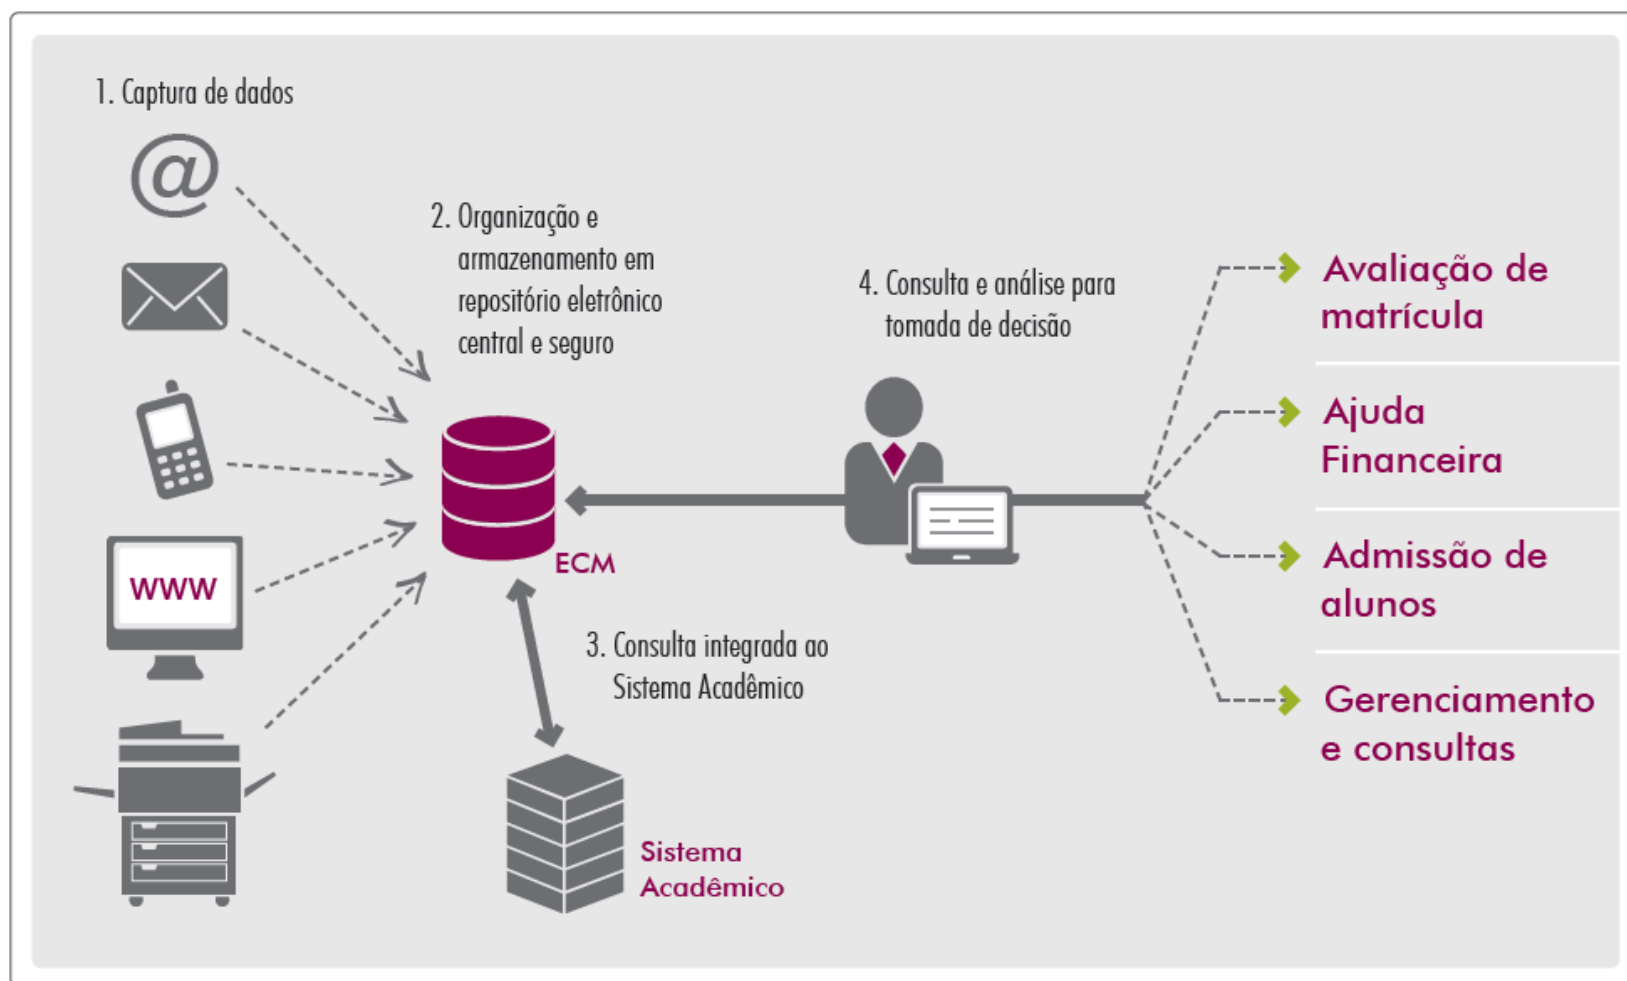 1. Captura de dados
@
2. Organização e
armazenamento em
repositório eletrônico
central e seguro
4. Consulta e análise para
tomada de decisão
Avaliação de
matrícula
Ajuda
Financeira
Admissão de
alunos
Gerenciamento
e consultas
www
ECM
3. Consulta integrada ao
Sistema Acadêmico
Sistema
Acadêmico